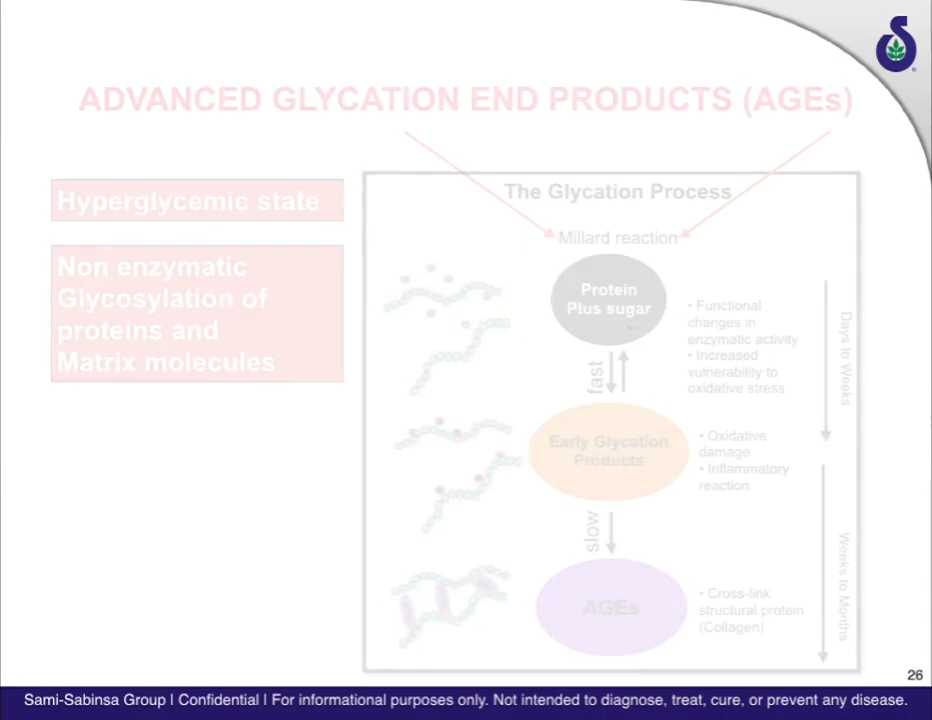 ADVANCED GLYCATION END PRODUCTS (AGEs)
Hyperglycemic state
Non enzymatic
Glycosylation of
proteins and
Matrix molecules
The Glycation Process
Millard reaction
Protein
Plus sugar
• Functional
changes in
enzymatic activity
• Increased
vulnerability to
oxidative stress
Days to Weeks
fast
Early Glycation
Products
• Oxidative
damage
• Inflammatory
reaction
slow
Weeks to Months
AGEs
• Cross-link
structural protein
(Collagen)
26
Sami-Sabinsa Group | Confidential | For informational purposes only. Not intended to diagnose, treat, cure, or prevent any disease.